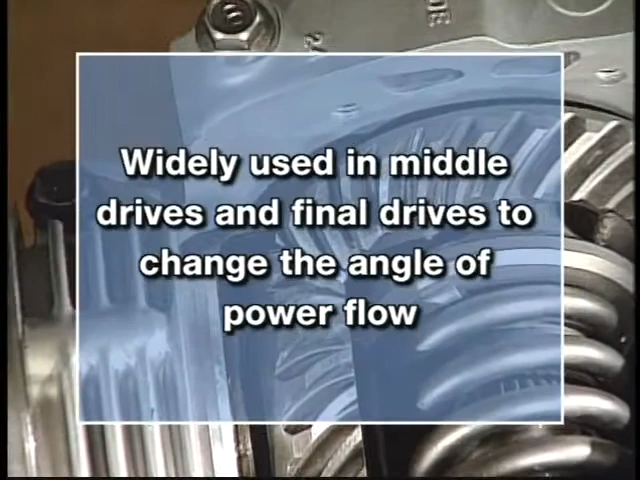 Widely used in middle
drives and final drives to
change the angle of
power flow